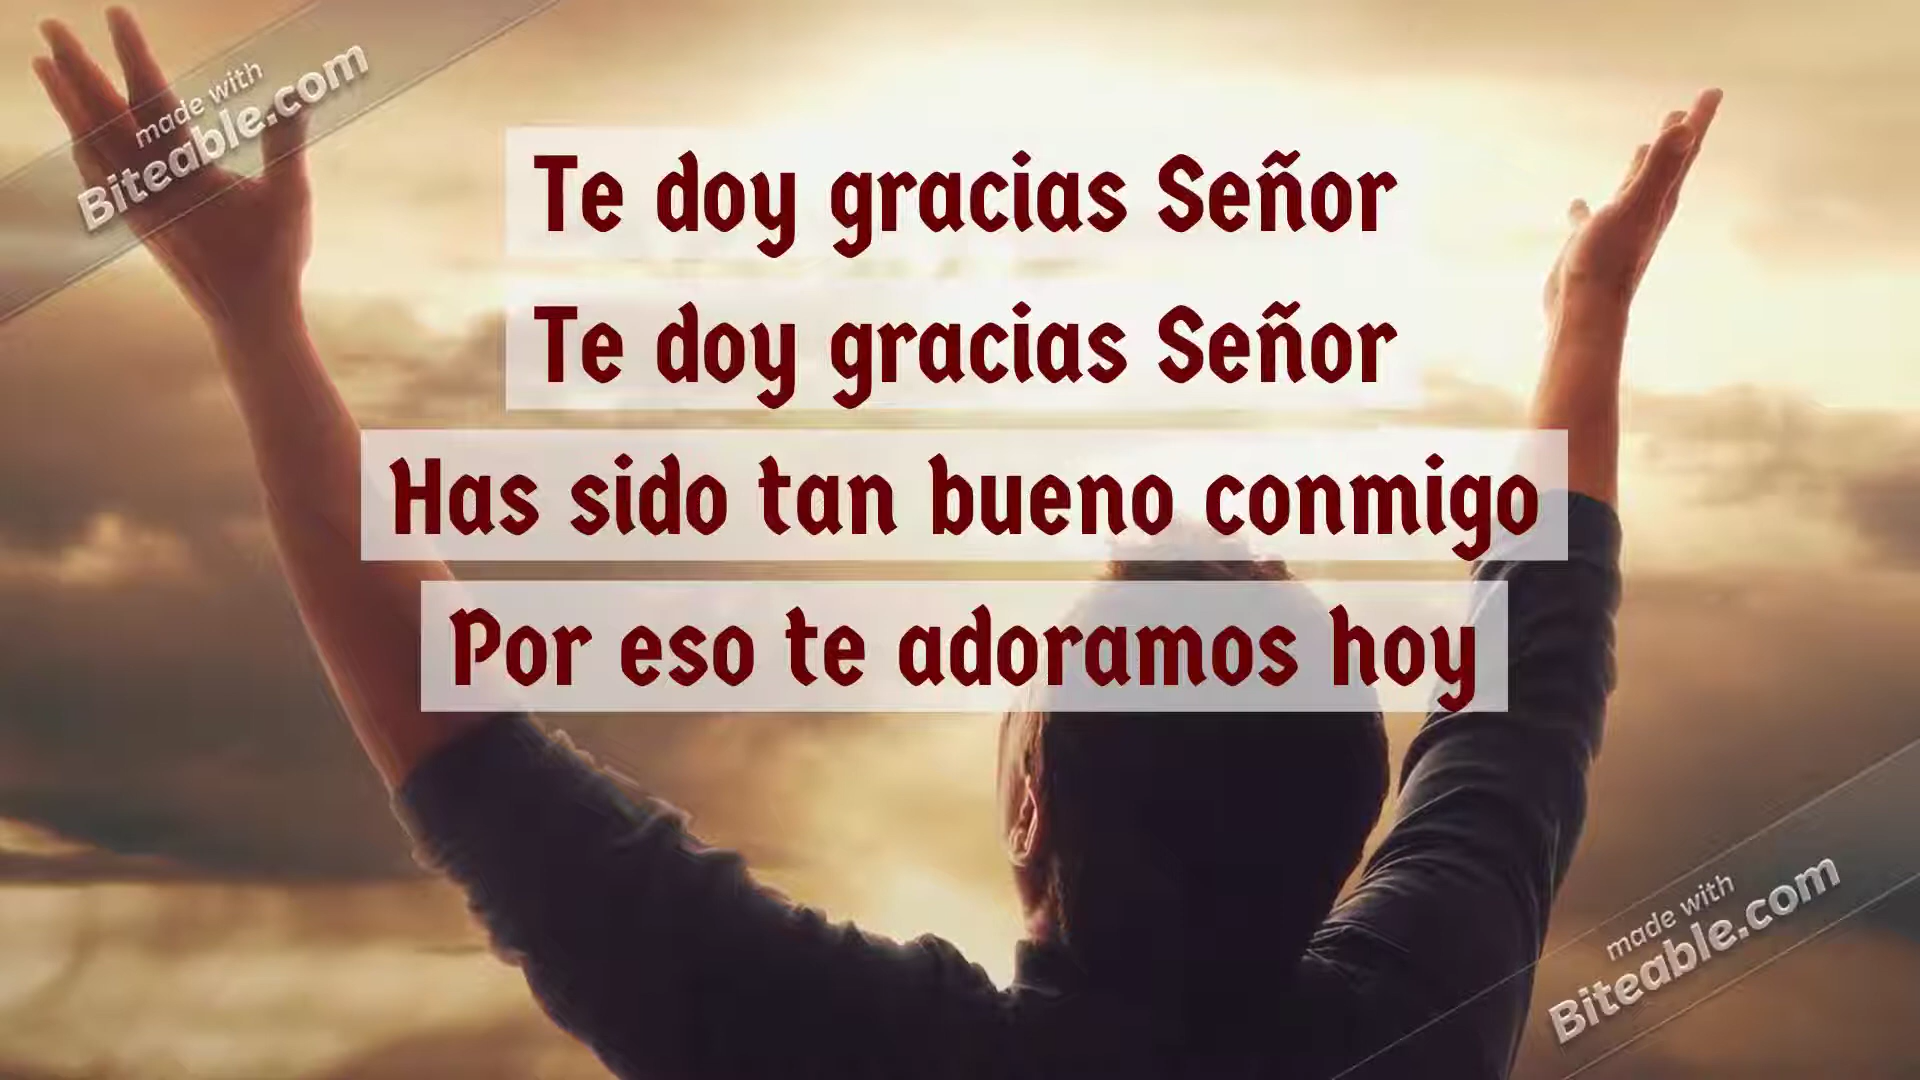 made with
Biteable.com
Te doy gracias Señor
Te doy gracias Señor
Has sido tan bueno conmigo
Por eso te adoramos hoy
made with
Biteable.com